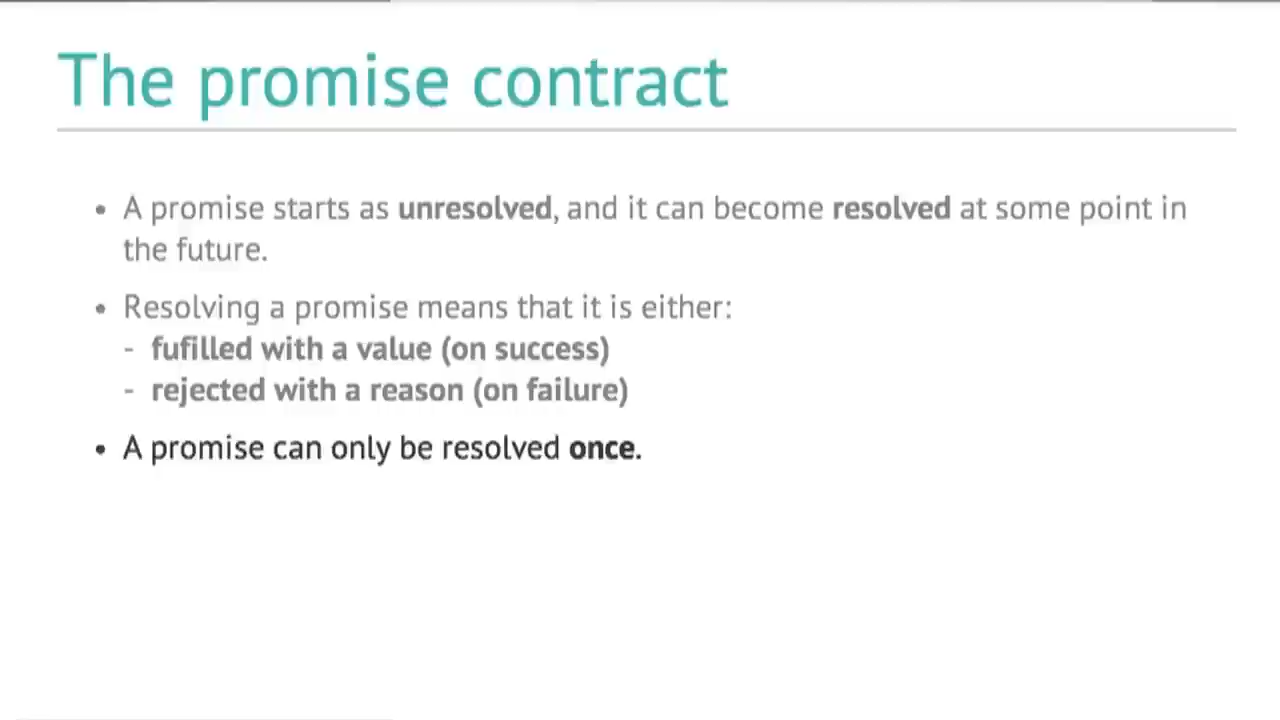 The promise contract
• A promise starts as unresolved, and it can become resolved at some point in
the future.
• Resolving a promise means that it is either:
- fufilled with a value (on success)
- rejected with a reason (on failure)
• A promise can only be resolved once.